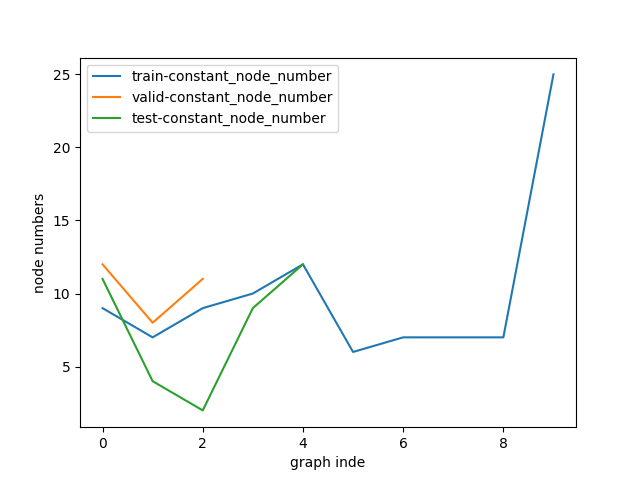 train-constant_node_number
valid-constant_node_number
test-constant_node_number
25
20
15
10
5
node numbers
0
2
4
6
8
graph inde